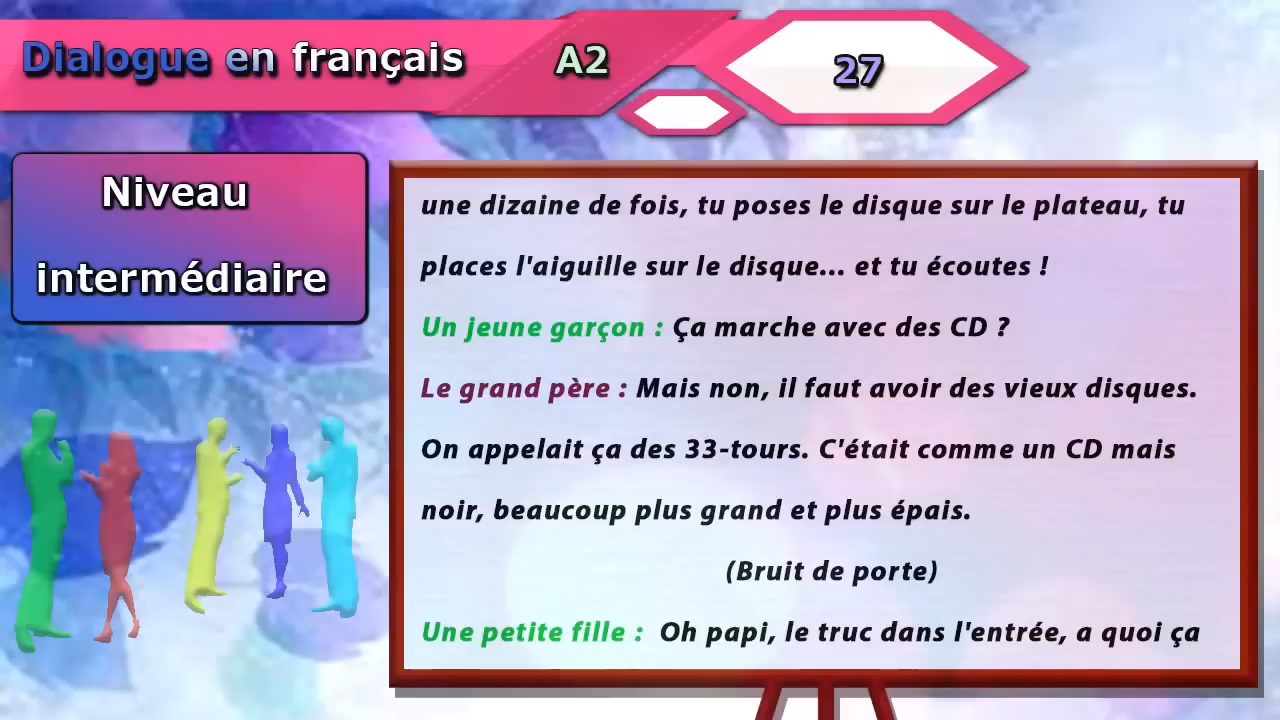 Dialogue en français
A2
27
Niveau
intermédiaire
une dizaine de fois, tu poses le disque sur le plateau, tu
places l'aiguille sur le disque... et tu écoutes !
Un jeune garçon : Ça marche avec des CD ?
Le grand père : Mais non, il faut avoir des vieux disques.
On appelait ça des 33-tours. C'était comme un CD mais
noir, beaucoup plus grand et plus épais.
(Bruit de porte)
Une petite fille : Oh papi, le truc dans l'entrée, a quoi ça